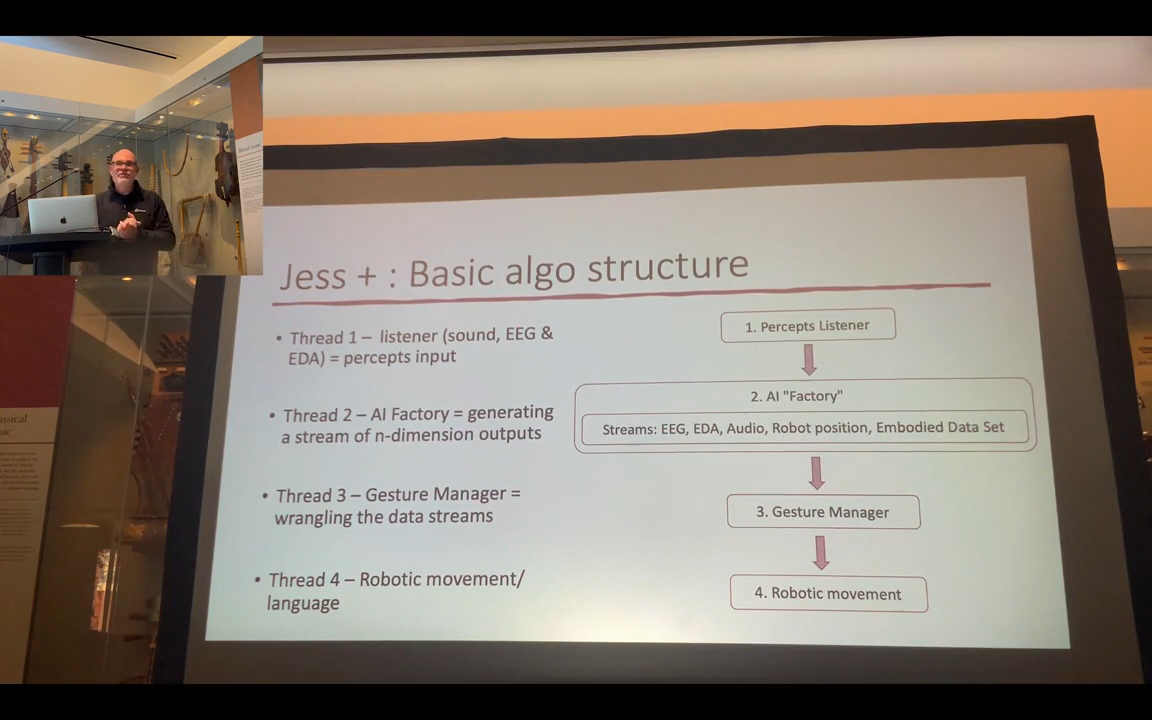 Jess + : Basic algo structure
• Thread 1 – listener (sound, EEG &
EDA) = percepts input
• Thread 2 – AI Factory = generating
a stream of n-dimension outputs
• Thread 3 – Gesture Manager =
wrangling the data streams
• Thread 4 – Robotic movement/
language
1. Percepts Listener
2. AI "Factory"
Streams: EEG, EDA, Audio, Robot position, Embodied Data Set
3. Gesture Manager
4. Robotic movement